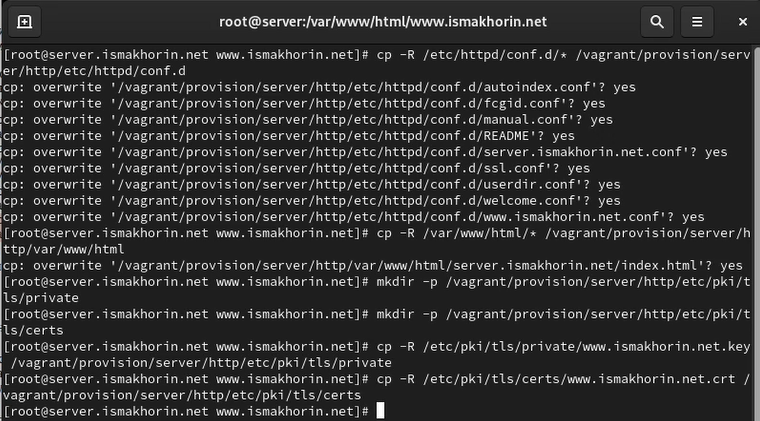 root@server:/var/www/html/www.ismakhorin.net
[root@server.ismakhorin.net www.ismakhorin.net]# cp -R /etc/httpd/conf.d/* /vagrant/provision/serv
er/http/etc/httpd/conf.d
cp: overwrite '/vagrant/provision/server/http/etc/httpd/conf.d/autoindex.conf'? yes
cp: overwrite '/vagrant/provision/server/http/etc/httpd/conf.d/fcgid.conf'? yes
cp: overwrite '/vagrant/provision/server/http/etc/httpd/conf.d/manual.conf'? yes
cp: overwrite '/vagrant/provision/server/http/etc/httpd/conf.d/README'? yes
cp: overwrite '/vagrant/provision/server/http/etc/httpd/conf.d/server.ismakhorin.net.conf'? yes
cp: overwrite '/vagrant/provision/server/http/etc/httpd/conf.d/ssl.conf'? yes
cp: overwrite '/vagrant/provision/server/http/etc/httpd/conf.d/userdir.conf'? yes
cp: overwrite '/vagrant/provision/server/http/etc/httpd/conf.d/welcome.conf'? yes
cp: overwrite '/vagrant/provision/server/http/etc/httpd/conf.d/www.ismakhorin.net.conf'? yes
[root@server.ismakhorin.net www.ismakhorin.net]# cp -R /var/www/html/* /vagrant/provision/server/h
ttp/var/www/html
cp: overwrite '/vagrant/provision/server/http/var/www/html/server.ismakhorin.net/index.html'? yes
[root@server.ismakhorin.net www.ismakhorin.net]# mkdir -p /vagrant/provision/server/http/etc/pki/t
ls/private
[root@server.ismakhorin.net www.ismakhorin.net]# mkdir -p /vagrant/provision/server/http/etc/pki/t
ls/certs
[root@server.ismakhorin.net www.ismakhorin.net]# cp -R /etc/pki/tls/private/www.ismakhorin.net.key
 /vagrant/provision/server/http/etc/pki/tls/private
[root@server.ismakhorin.net www.ismakhorin.net]# cp -R /etc/pki/tls/certs/www.ismakhorin.net.crt /
vagrant/provision/server/http/etc/pki/tls/certs
[root@server.ismakhorin.net www.ismakhorin.net]#